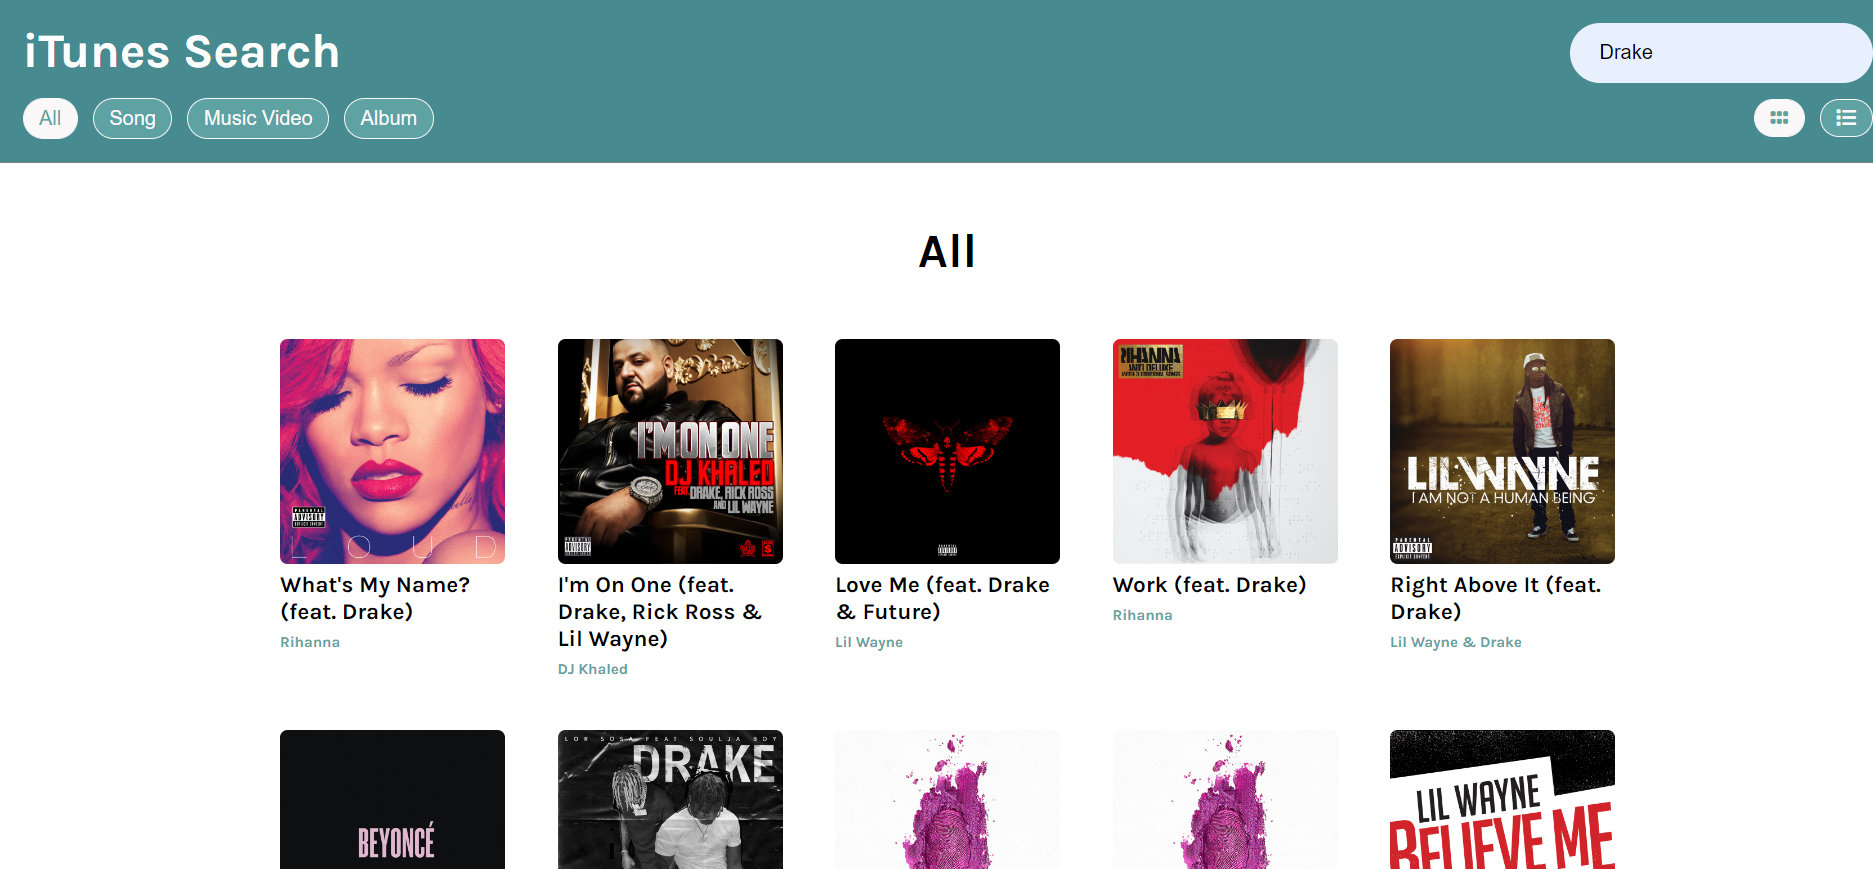 iTunes Search
Drake
All
Song
Music Video
Album
All
LOUD
PARENTAL
ADVISORY
EXPLICIT CONTENT
What's My Name?
(feat. Drake)
Rihanna
I'M ON ONE
DJ KHALED
FEAT. DRAKE, RICK ROSS
AND LIL WAYNE
I'm On One (feat.
Drake, Rick Ross &
Lil Wayne)
DJ Khaled
Love Me (feat. Drake
& Future)
Lil Wayne
RIHANNA
ANTI DELUXE
Work (feat. Drake)
Rihanna
LIL WAYNE
I AM NOT A HUMAN BEING
PARENTAL
ADVISORY
EXPLICIT CONTENT
Right Above It (feat.
Drake)
Lil Wayne & Drake
BEYONCÉ
LOR SOSA FEAT SOULJA BOY
DRAKE
LIL WAYNE
BELIEVE ME